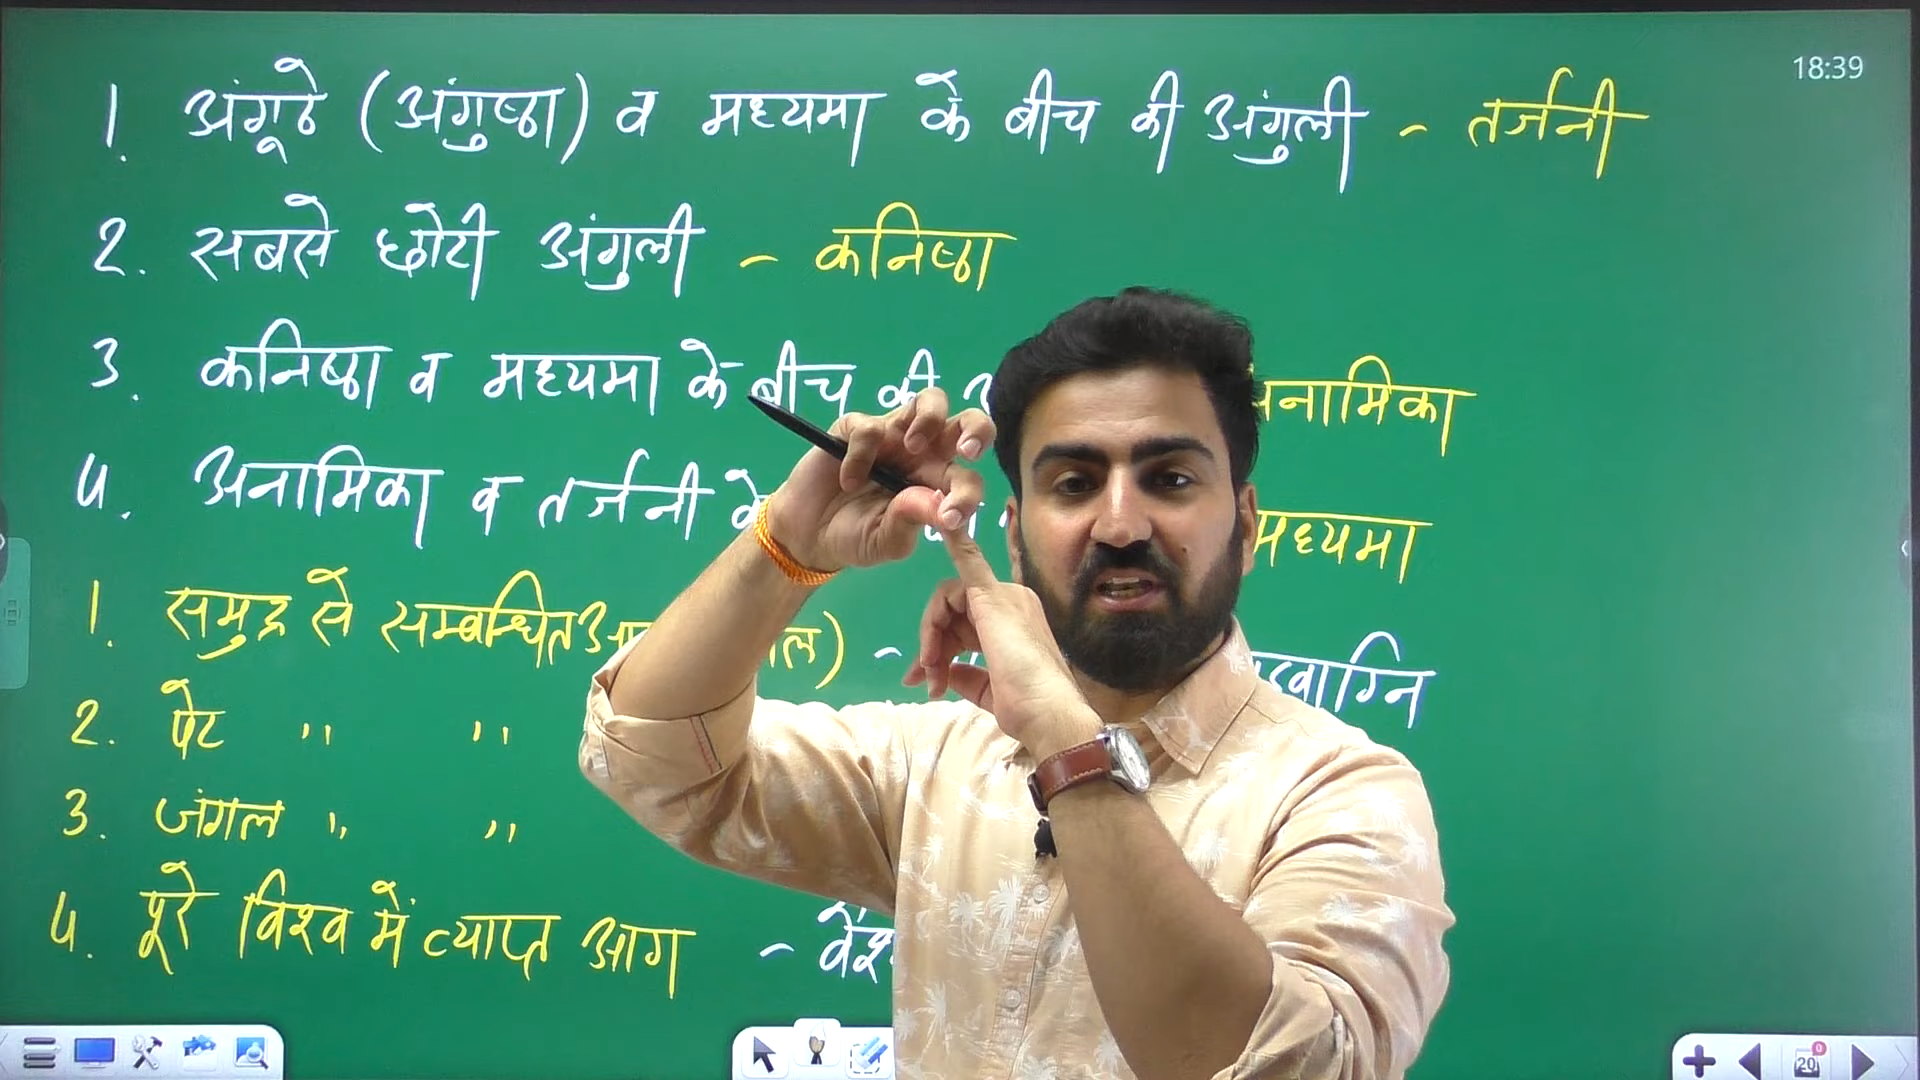 18:39
1. अंगूठे (अंगुष्ठा) व मध्यमा के बीच की अंगुली - तर्जनी
2. सबसे छोटी अंगुली - कनिष्ठा
3. कनिष्ठा व मध्यमा के बीच की
4. अनामिका व तर्जनी के मध्यमा
1. समुद्र से सम्बन्धित -
2. पेट " "
3. जंगल " "
4. पूरे विश्व में व्याप्त आग -
20